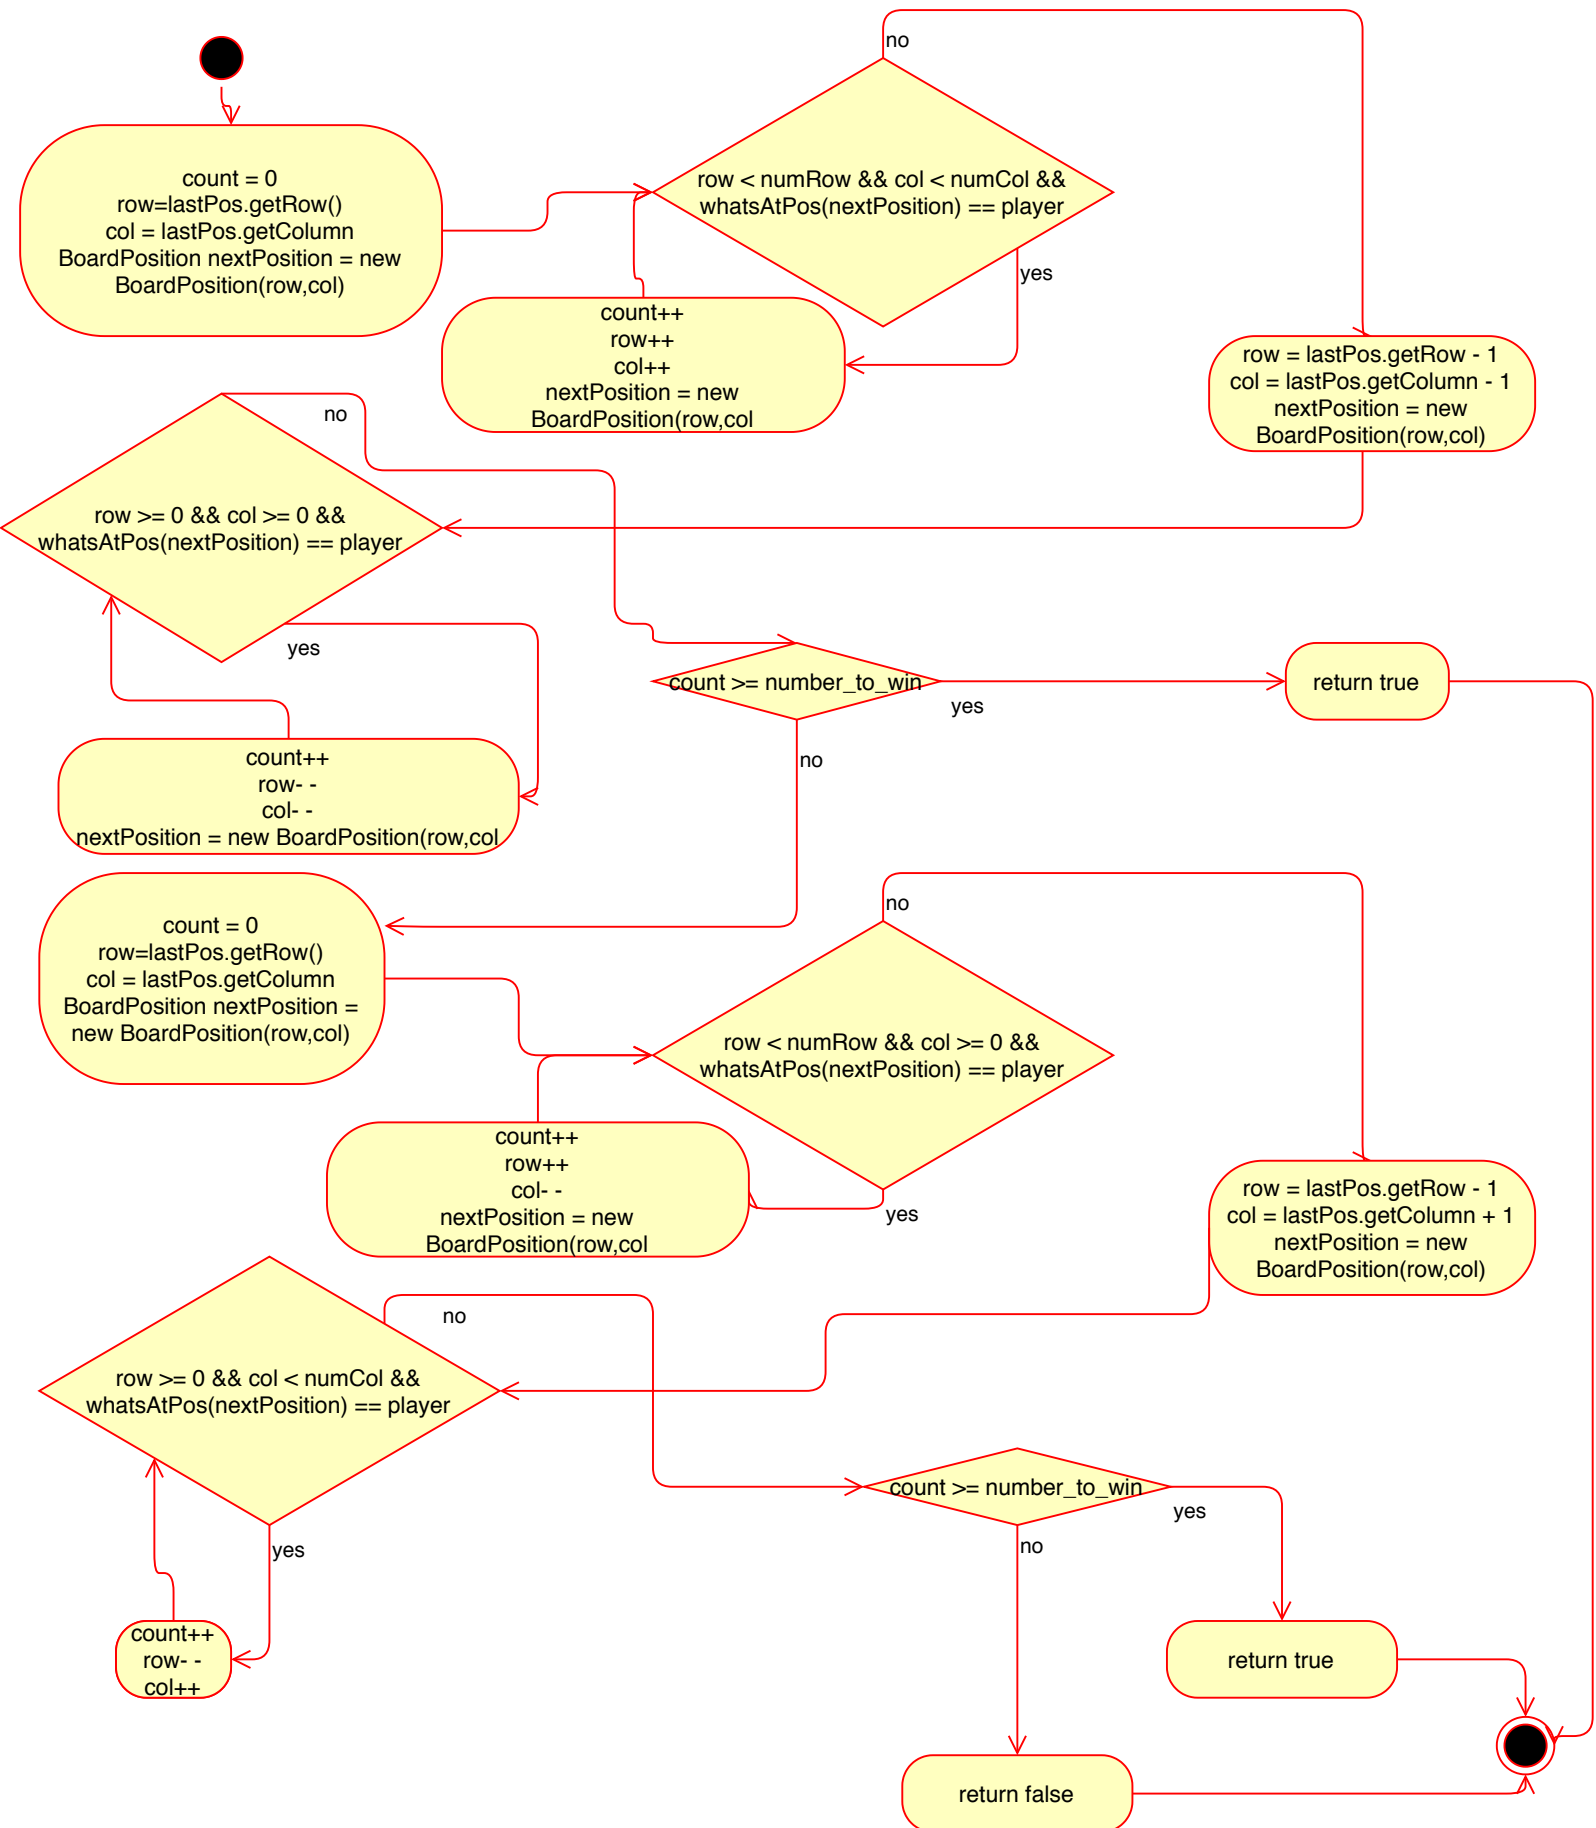 no
count = 0
row=lastPos.getRow()
col = lastPos.getColumn
BoardPosition nextPosition = new
BoardPosition(row,col)
row < numRow && col < numCol &&
whatsAtPos(nextPosition) == player
yes
count++
row++
col++
nextPosition = new
BoardPosition(row,col
row = lastPos.getRow - 1
col = lastPos.getColumn - 1
nextPosition = new
BoardPosition(row,col)
no
row >= 0 && col >= 0 &&
whatsAtPos(nextPosition) == player
yes
count >= number_to_win
yes
return true
no
count++
row- -
col- -
nextPosition = new BoardPosition(row,col
count = 0
row=lastPos.getRow()
col = lastPos.getColumn
BoardPosition nextPosition =
new BoardPosition(row,col)
no
row < numRow && col >= 0 &&
whatsAtPos(nextPosition) == player
yes
count++
row++
col- -
nextPosition = new
BoardPosition(row,col
row = lastPos.getRow - 1
col = lastPos.getColumn + 1
nextPosition = new
BoardPosition(row,col)
no
row >= 0 && col < numCol &&
whatsAtPos(nextPosition) == player
yes
count >= number_to_win
yes
no
count++
row- -
col++
return true
return false